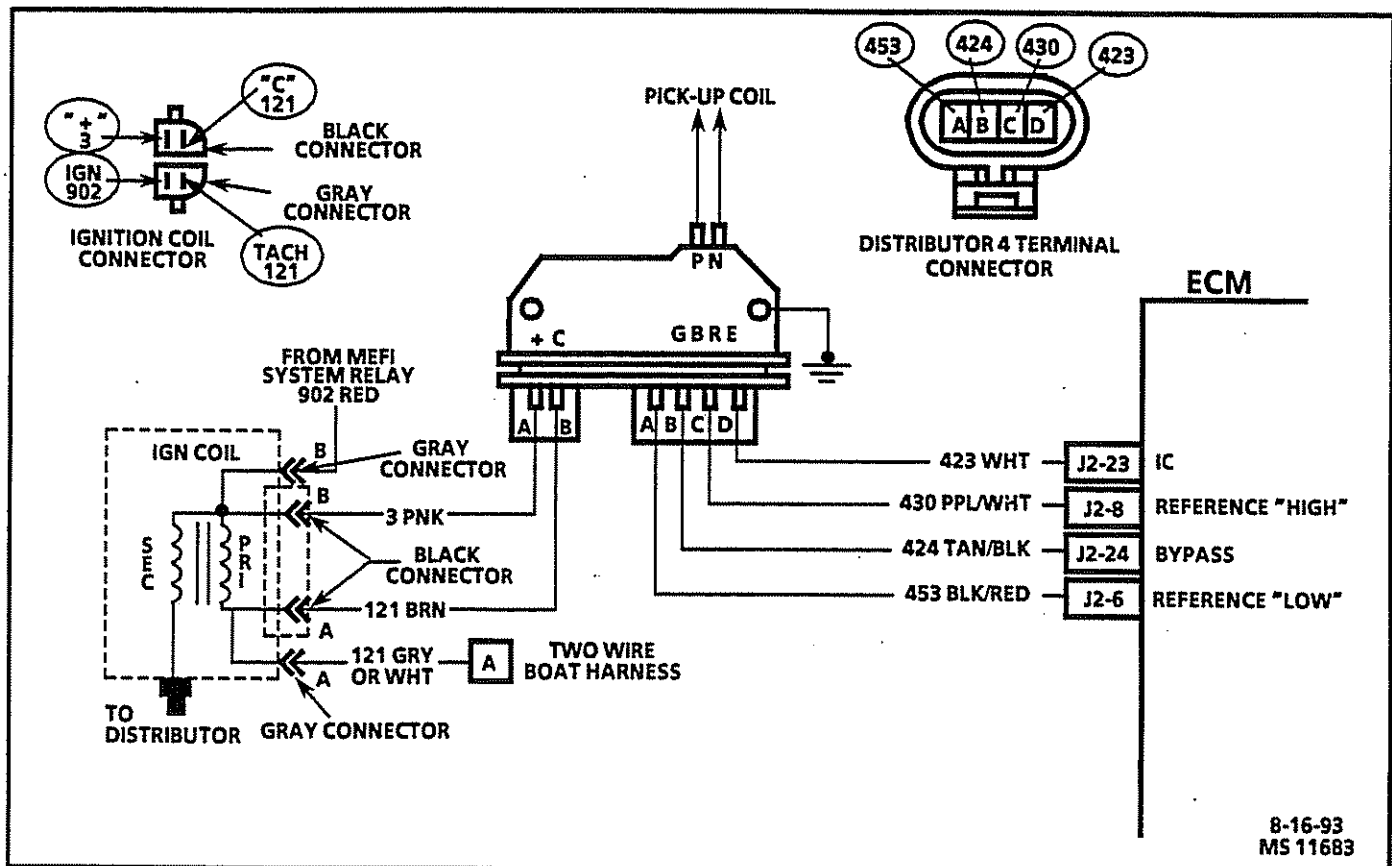 "C"
121
"+"
3
IGN
902
BLACK
CONNECTOR
GRAY
CONNECTOR
IGNITION COIL
CONNECTOR
TACH
121
PICK-UP COIL
453
424
430
423
A B C D
DISTRIBUTOR 4 TERMINAL
CONNECTOR
P N
+ C
G B R E
A B
A B C D
ECM
FROM MEFI
SYSTEM RELAY
902 RED
IGN COIL
B
GRAY
CONNECTOR
B
3 PNK
SEC
PRI
BLACK
CONNECTOR
121 BRN
A
121 GRY
OR WHT
A
A
TWO WIRE
BOAT HARNESS
TO
DISTRIBUTOR
GRAY CONNECTOR
423 WHT
J2-23
IC
430 PPL/WHT
J2-8
REFERENCE "HIGH"
424 TAN/BLK
J2-24
BYPASS
453 BLK/RED
J2-6
REFERENCE "LOW"
8-16-93
MS 11683